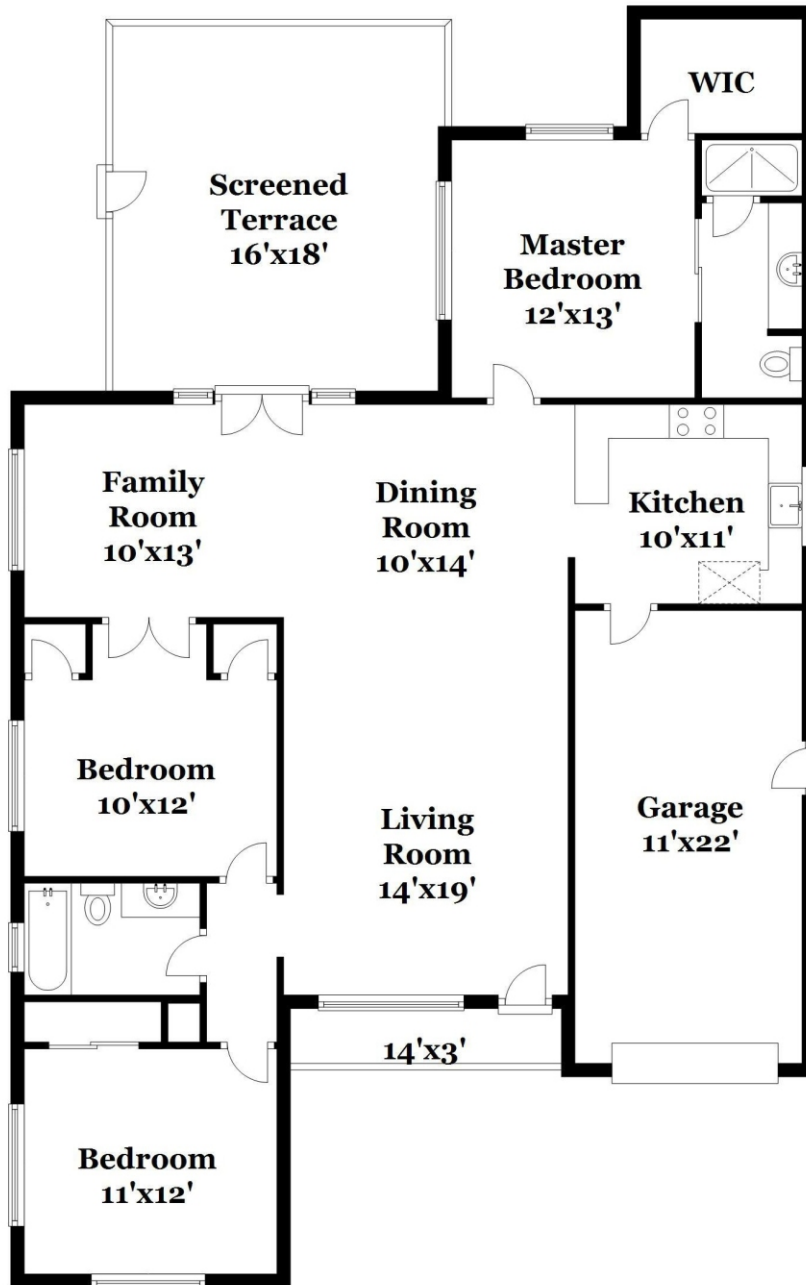 WIC
Screened
Terrace
16'x18'
Master
Bedroom
12'x13'
Family
Room
10'x13'
Dining
Room
10'x14'
Kitchen
10'x11'
Bedroom
10'x12'
Living
Room
14'x19'
Garage
11'x22'
14'x3'
Bedroom
11'x12'